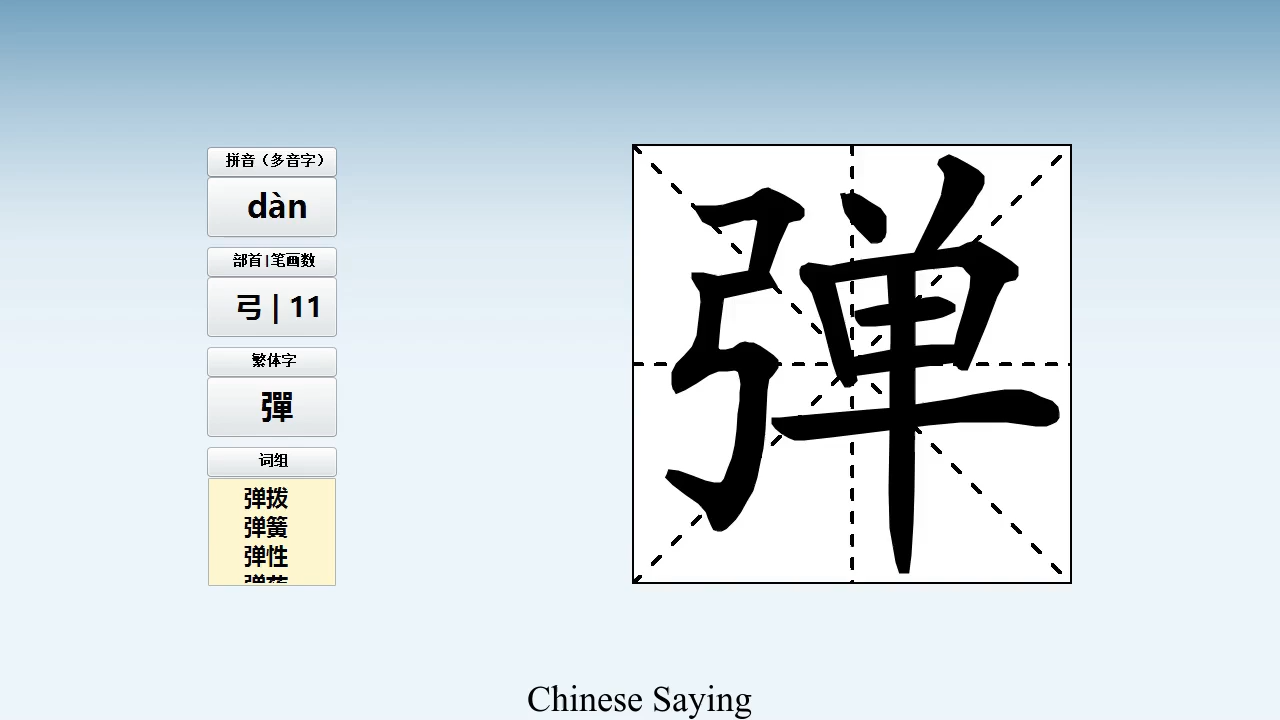 拼音（多音字）
dàn
部首|笔画数
弓 | 11
繁体字
彈
词组
弹拨
弹簧
弹性
弹
Chinese Saying